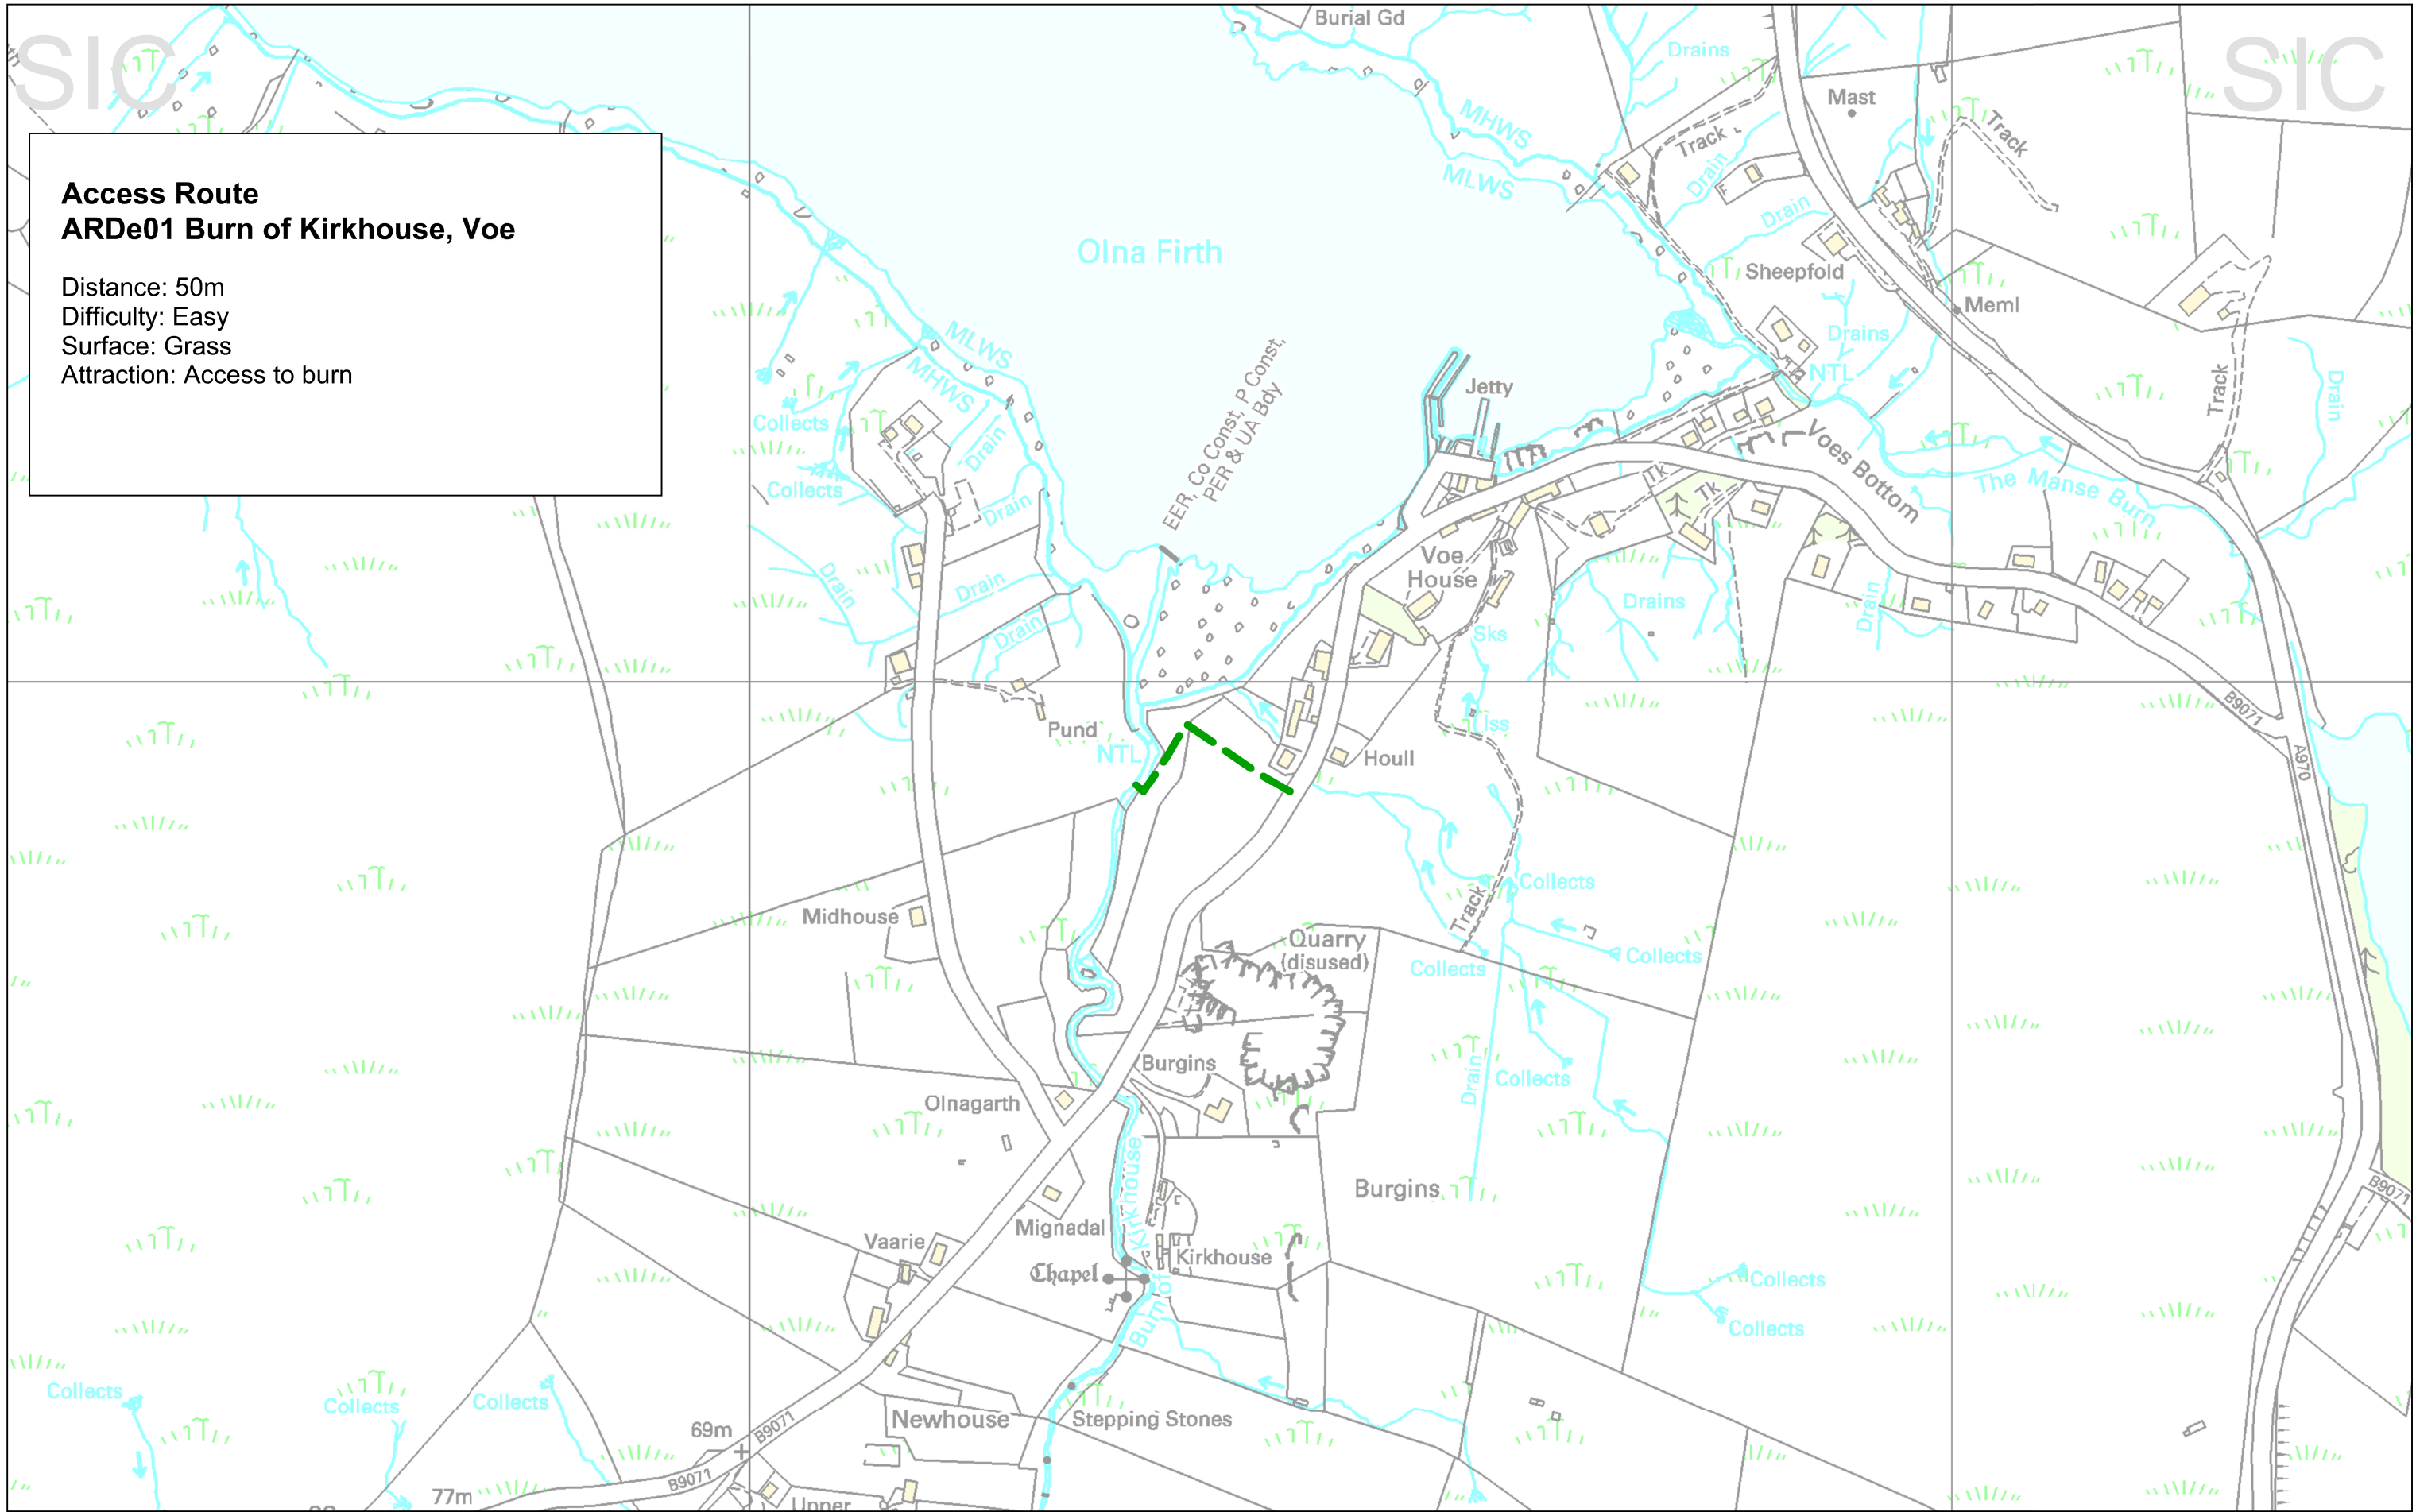 SIC
SIC
Access Route
ARDe01 Burn of Kirkhouse, Voe
Distance: 50m
Difficulty: Easy
Surface: Grass
Attraction: Access to burn
Burial Gd
Drains
Mast
Track
Track
MHWS
MLWS
Drain
Drain
Olna Firth
Sheepfold
Meml
Drains
NTL
MLWS
MHWS
EER, Co Const, P Const,
PER & UA Bdy
Jetty
Track
Drain
Collects
Drain
Collects
Drain
Voes Bottom
Tk
Tk
The Manse Burn
Voe
House
Drain
Drain
Drain
Drains
Drain
Sks
B9071
A970
Pund
NTL
Iss
Houll
Collects
Midhouse
Track
Quarry
(disused)
Collects
Collects
Burgins
Drain
Collects
Olnagarth
Kirkhouse
Burgins
B9071
Mignadal
Vaarie
Kirkhouse
Chapel
Burn of
Collects
Collects
Collects
Collects
Collects
Newhouse
Stepping Stones
69m
B9071
B9071
77m
Upper